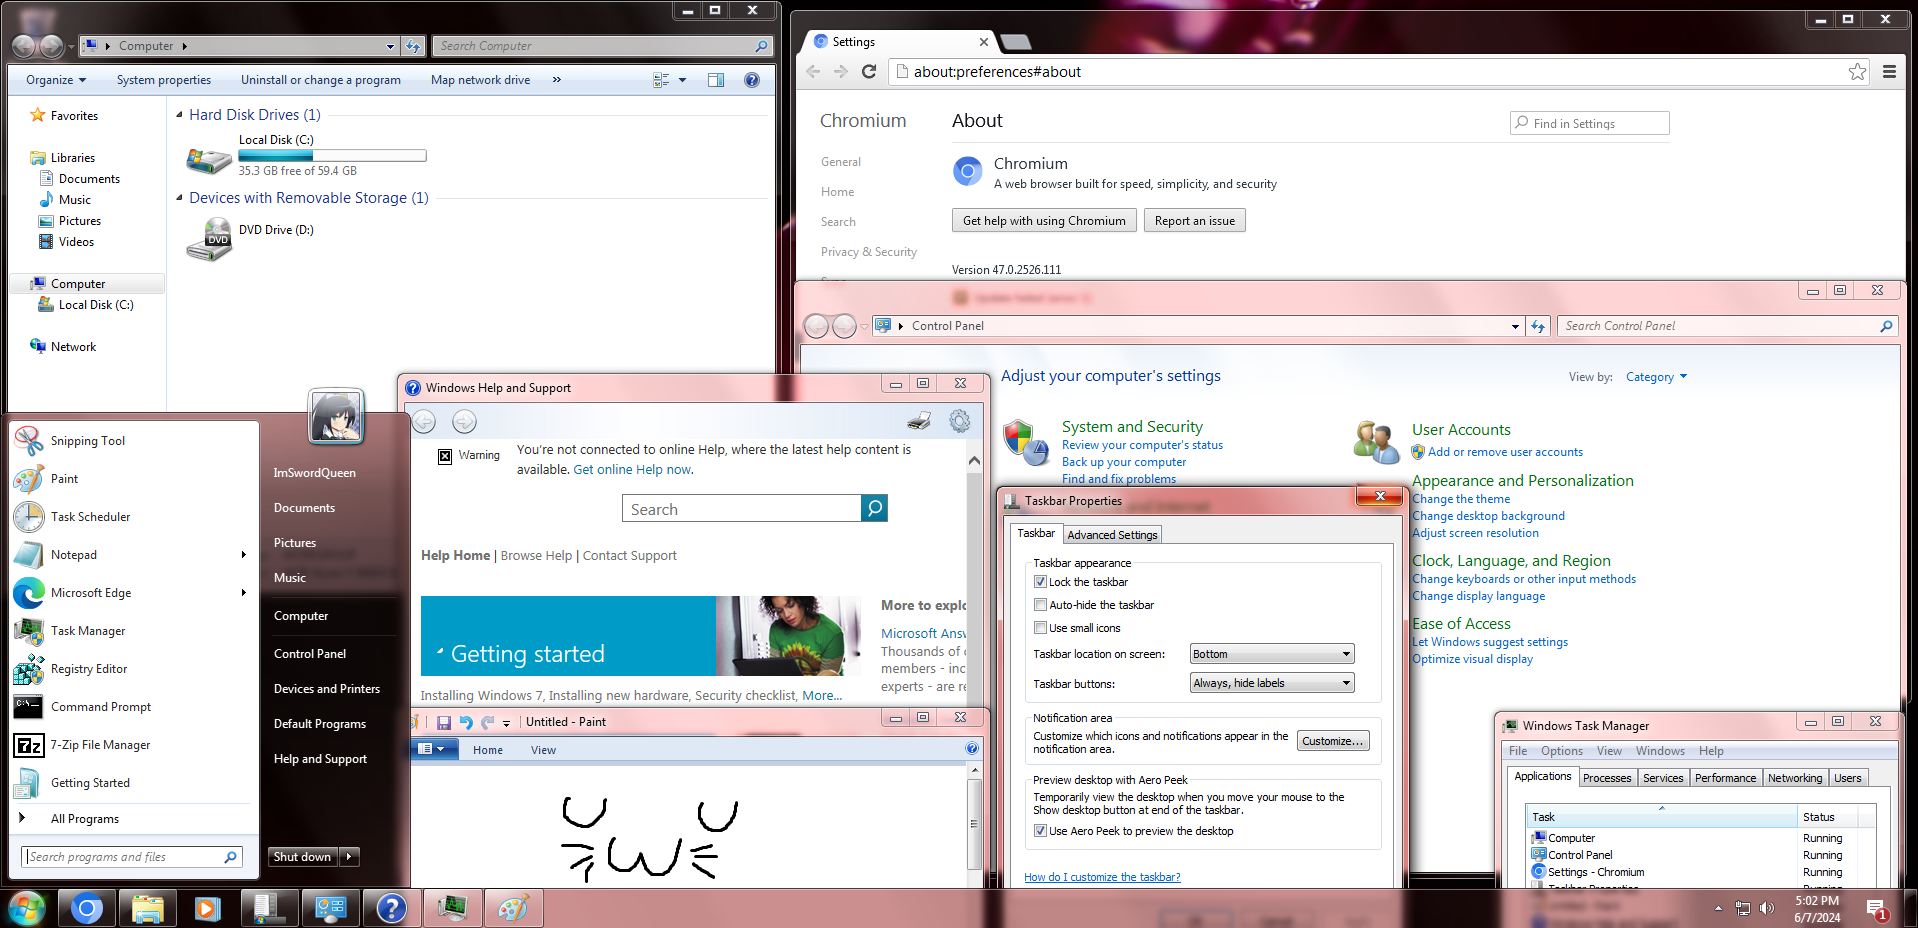 Computer
Search Computer
Organize
System properties
Uninstall or change a program
Map network drive
»
Favorites
Libraries
Documents
Music
Pictures
Videos
Computer
Local Disk (C:)
Network
Hard Disk Drives (1)
Local Disk (C:)
35.3 GB free of 59.4 GB
Devices with Removable Storage (1)
DVD
DVD Drive (D:)
Settings
about:preferences#about
Chromium
General
Home
Search
Privacy & Security
About
Find in Settings
Chromium
A web browser built for speed, simplicity, and security
Get help with using Chromium
Report an issue
Version 47.0.2526.111
Control Panel
Search Control Panel
Adjust your computer's settings
View by:
Category
System and Security
Review your computer's status
Back up your computer
Find and fix problems
User Accounts
Add or remove user accounts
Appearance and Personalization
Change the theme
Change desktop background
Adjust screen resolution
Clock, Language, and Region
Change keyboards or other input methods
Change display language
Ease of Access
Let Windows suggest settings
Optimize visual display
Windows Help and Support
Warning
You're not connected to online Help, where the latest help content is
available. Get online Help now.
Search
Help Home | Browse Help | Contact Support
Getting started
Installing Windows 7, Installing new hardware, Security checklist, More...
More to explo
Microsoft Answ
Thousands of c
members - inc
experts - are re
Untitled - Paint
Home
View
Snipping Tool
Paint
Task Scheduler
Notepad
Microsoft Edge
Task Manager
Registry Editor
Command Prompt
7z
7-Zip File Manager
Getting Started
All Programs
Search programs and files
ImSwordQueen
Documents
Pictures
Music
Computer
Control Panel
Devices and Printers
Default Programs
Help and Support
Shut down
Taskbar Properties
Taskbar
Advanced Settings
Taskbar appearance
Lock the taskbar
Auto-hide the taskbar
Use small icons
Taskbar location on screen:
Bottom
Taskbar buttons:
Always, hide labels
Notification area
Customize which icons and notifications appear in the
notification area.
Customize...
Preview desktop with Aero Peek
Temporarily view the desktop when you move your mouse to the
Show desktop button at end of the taskbar.
Use Aero Peek to preview the desktop
How do I customize the taskbar?
Windows Task Manager
File
Options
View
Windows
Help
Applications
Processes
Services
Performance
Networking
Users
Task
Status
Computer
Running
Control Panel
Running
Settings - Chromium
Running
Taskbar Properties
Running
5:02 PM
6/7/2024
1